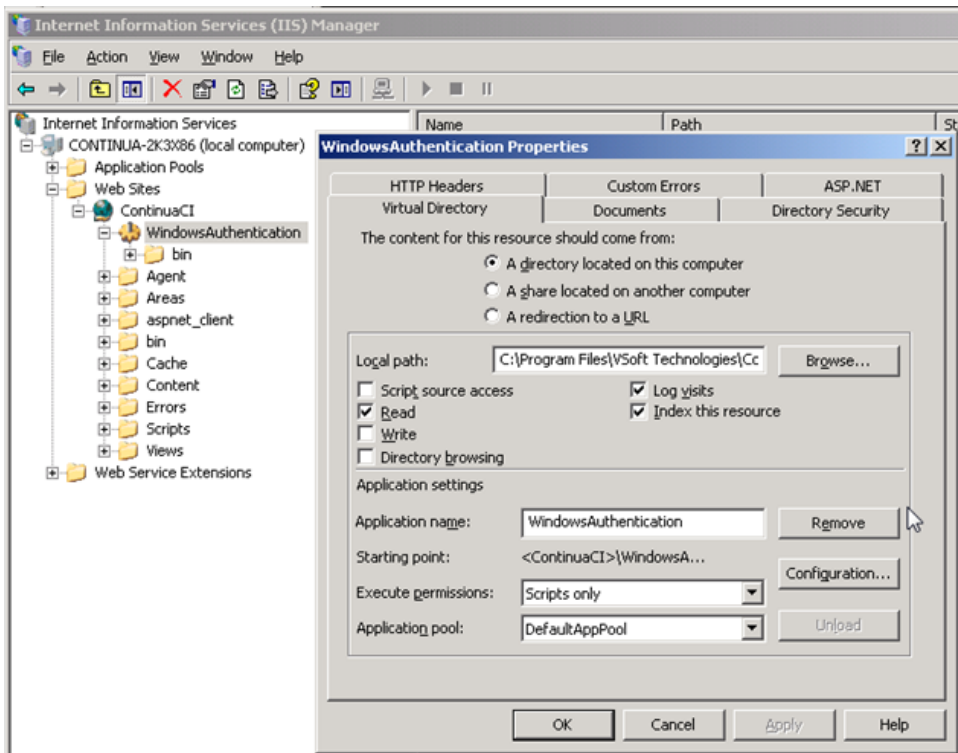 Internet Information Services (IIS) Manager
File Action View Window Help
Internet Information Services
CONTINUA-2K3X86 (local computer)
Application Pools
Web Sites
ContinuaCI
WindowsAuthentication
bin
Agent
Areas
aspnet_client
bin
Cache
Content
Errors
Scripts
Views
Web Service Extensions
Name Path St
WindowsAuthentication Properties
HTTP Headers Custom Errors ASP.NET
Virtual Directory Documents Directory Security
The content for this resource should come from:
A directory located on this computer
A share located on another computer
A redirection to a URL
Local path: C:\Program Files\VSoft Technologies\Cc Browse...
Script source access Log visits
Read Index this resource
Write
Directory browsing
Application settings
Application name: WindowsAuthentication Remove
Starting point: <ContinuaCI>\WindowsA...
Configuration...
Execute permissions: Scripts only
Application pool: DefaultAppPool Unload
OK Cancel Apply Help